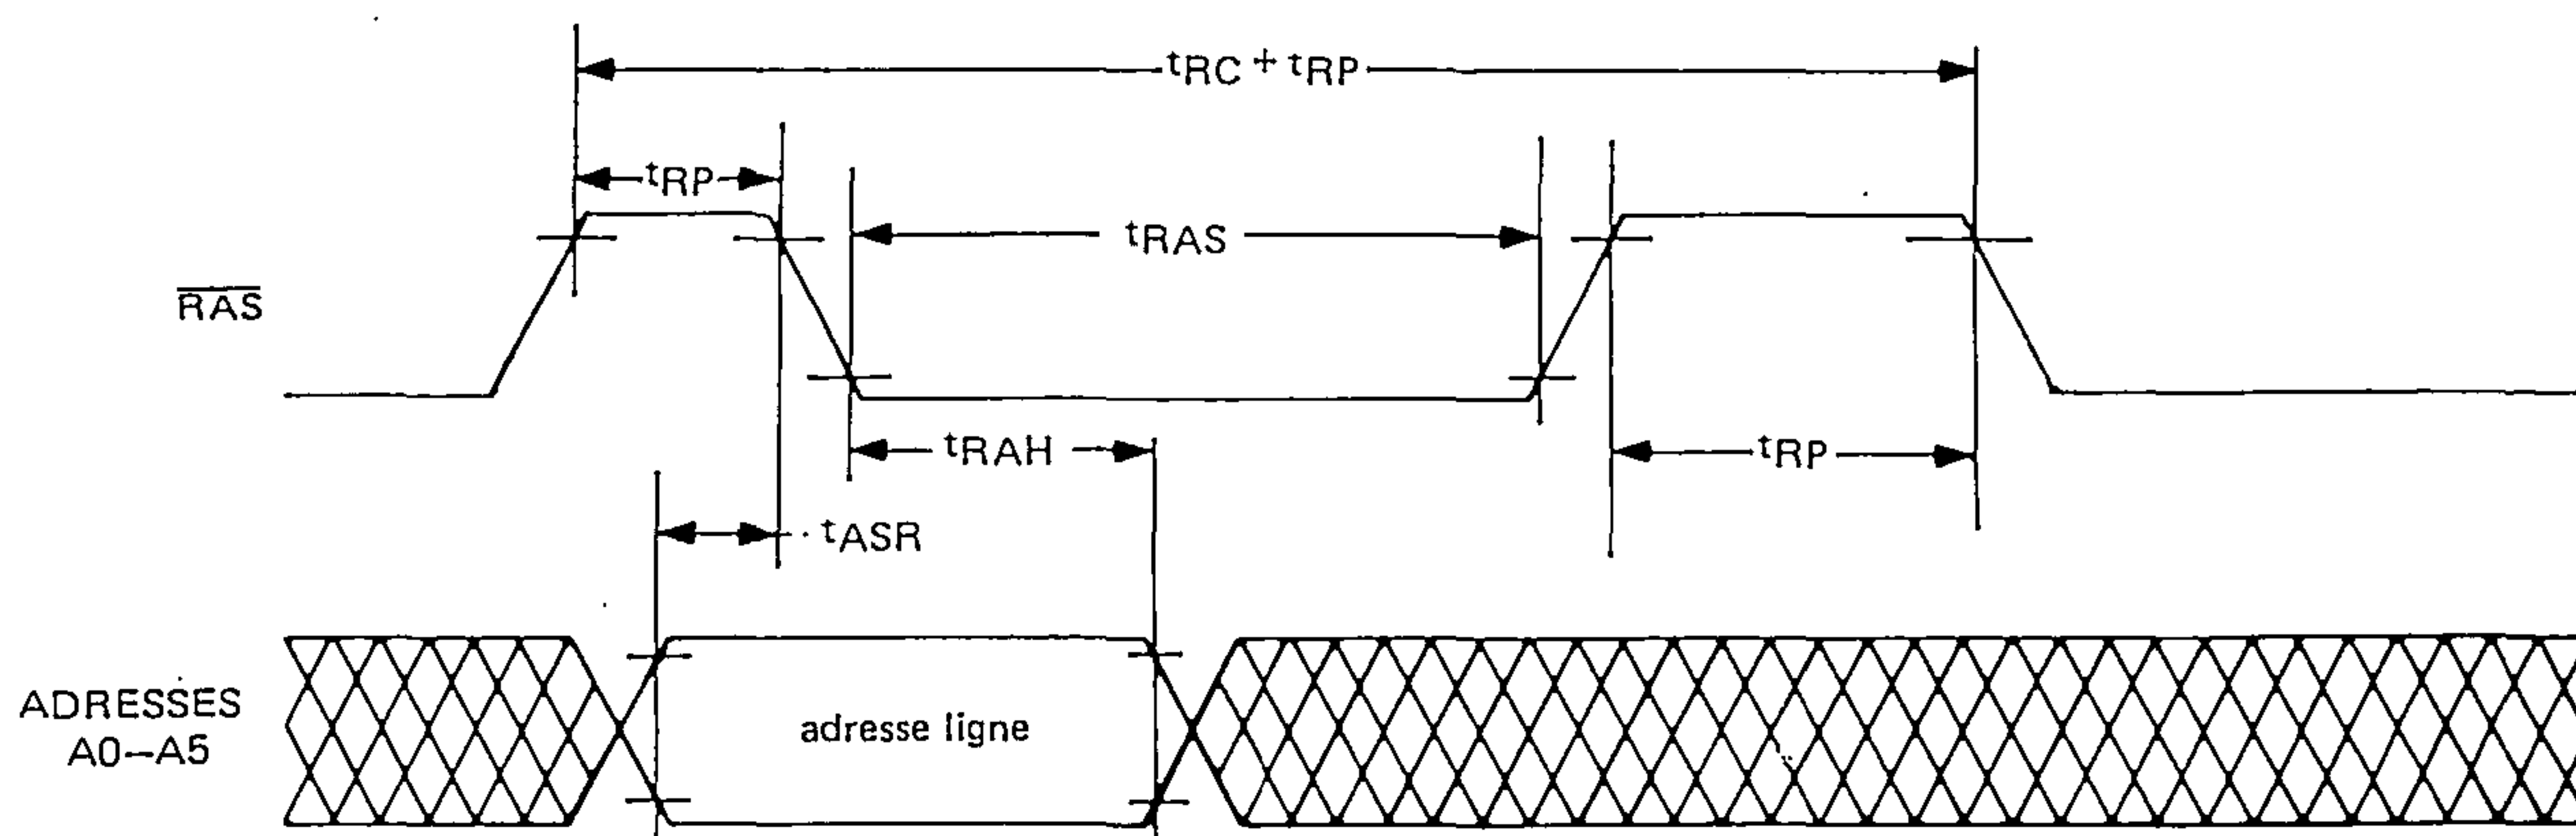 tRC + tRP
tRP
tRAS
RAS
tRAH
tRP
tASR
ADRESSES
A0–A5
adresse ligne